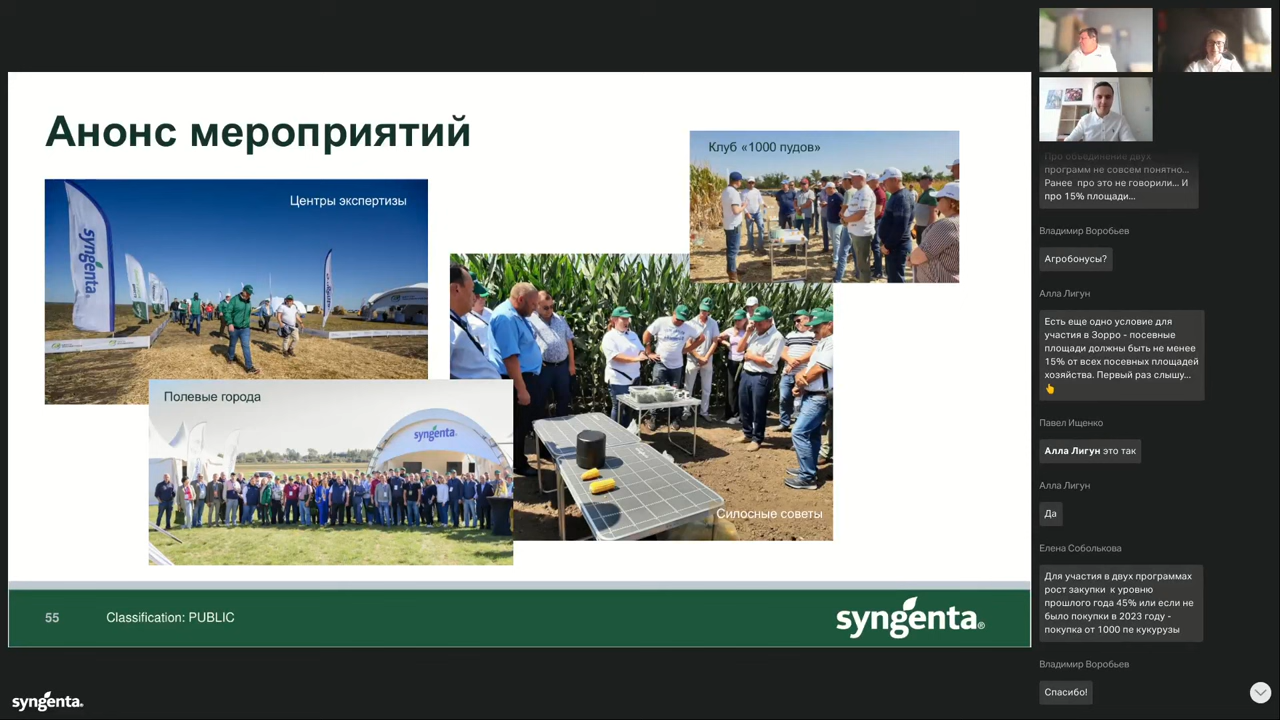 Анонс мероприятий
Центры экспертизы
syngenta
Клуб «1000 пудов»
Полевые города
syngenta
Силосные советы
55
Classification: PUBLIC
syngenta®
syngenta.
Про объединение двух
программ не совсем понятно...
Ранее про это не говорили... И
про 15% площади...
Владимир Воробьев
Агробонусы?
Алла Лигун
Есть еще одно условие для
участия в Зорро - посевные
площади должны быть не менее
15% от всех посевных площадей
хозяйства. Первый раз слышу...
👆
Павел Ищенко
Алла Лигун это так
Алла Лигун
Да
Елена Соболькова
Для участия в двух программах
рост закупки к уровню
прошлого года 45% или если не
было покупки в 2023 году -
покупка от 1000 пе кукурузы
Владимир Воробьев
Спасибо!